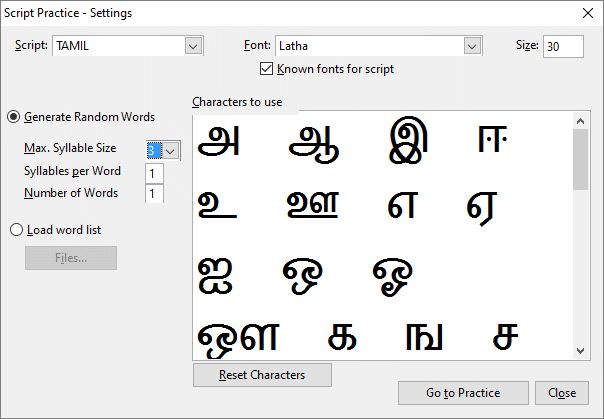 Script Practice - Settings
Script: TAMIL Font: Latha Size: 30
Known fonts for script
Characters to use
Generate Random Words
Max. Syllable Size 3
Syllables per Word 1
Number of Words 1
Load word list
Files...
அ ஆ இ ஈ
உ ஊ எ ஏ
ஐ ஒ ஓ
ஔ க ங ச
Reset Characters
Go to Practice Close